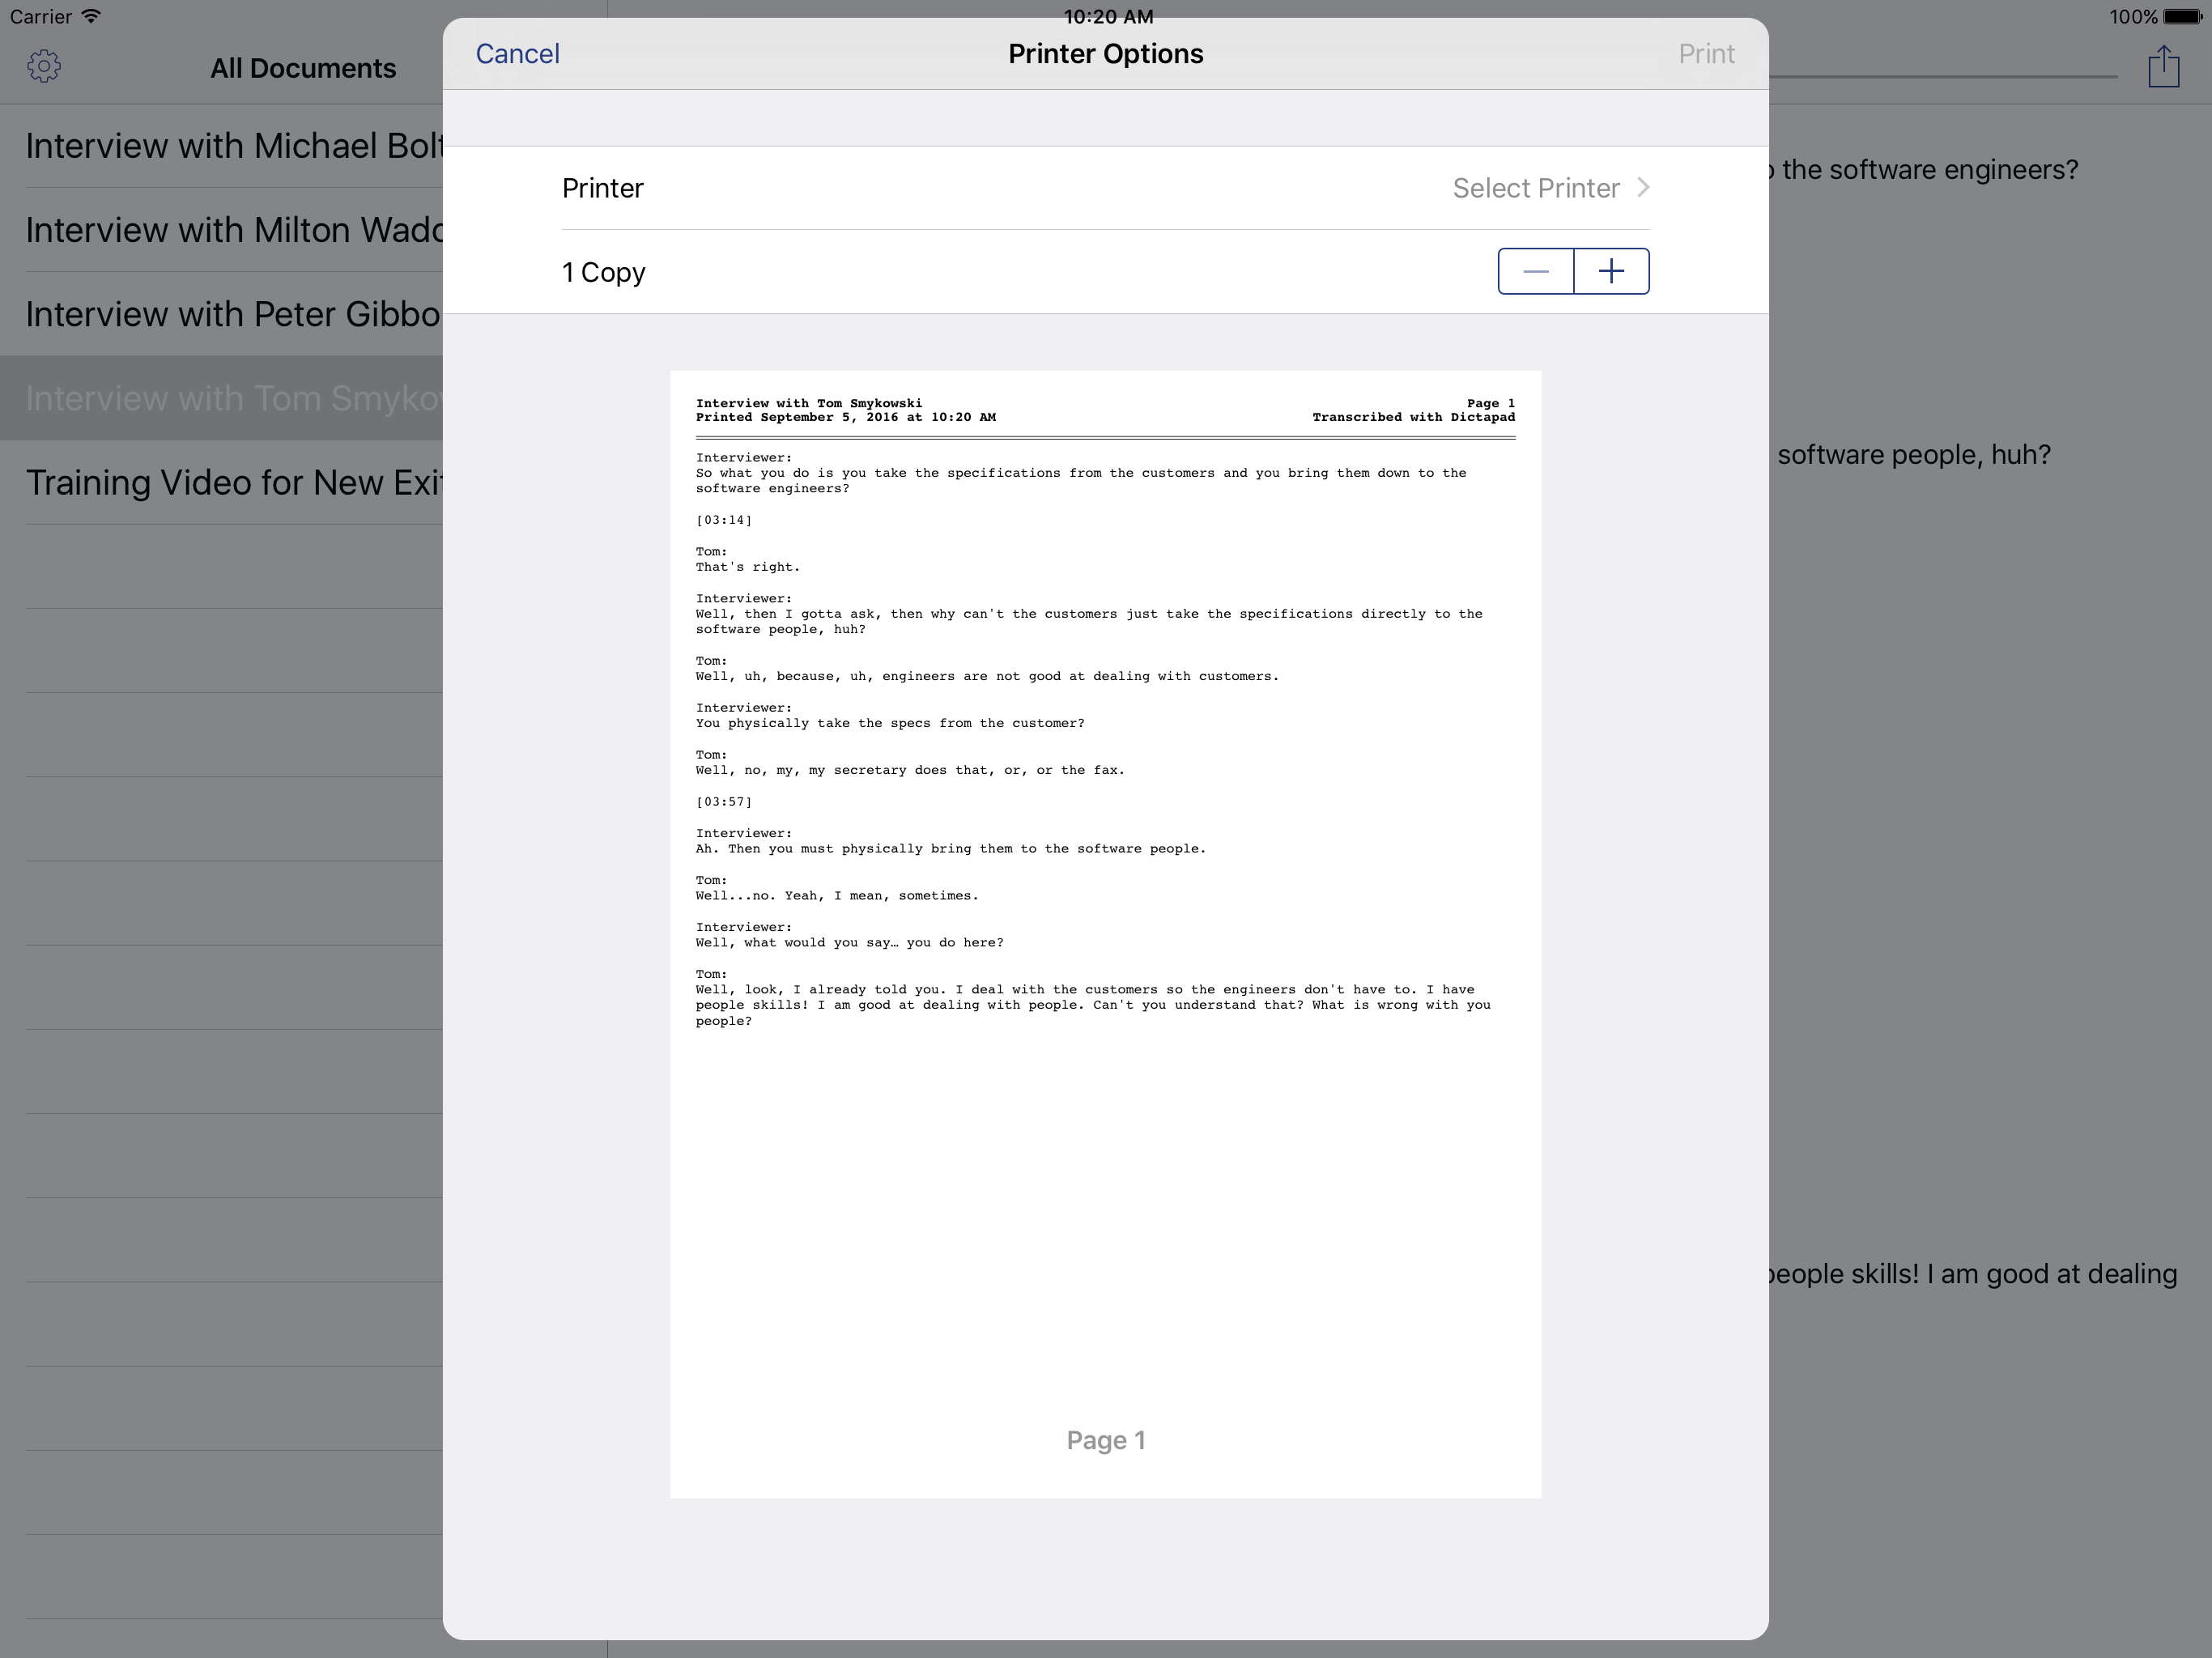 Carrier
10:20 AM
100%
All Documents
Cancel
Printer Options
Print
Interview with Michael
Interview with Milton
Interview with Peter
Interview with Tom
Training Video for New
Printer
Select Printer
1 Copy
Interview with Tom Smykowski
Page 1
Printed September 5, 2016 at 10:20 AM
Transcribed with Dictapad
Interviewer:
So what you do is you take the specifications from the customers and you bring them down to the
software engineers?
[03:14]
Tom:
That's right.
Interviewer:
Well, then I gotta ask, then why can't the customers just take the specifications directly to the
software people, huh?
Tom:
Well, uh, because, uh, engineers are not good at dealing with customers.
Interviewer:
You physically take the specs from the customer?
Tom:
Well, no, my, my secretary does that, or, or the fax.
[03:57]
Interviewer:
Ah. Then you must physically bring them to the software people.
Tom:
Well...no. Yeah, I mean, sometimes.
Interviewer:
Well, what would you say… you do here?
Tom:
Well, look, I already told you. I deal with the customers so the engineers don't have to. I have
people skills! I am good at dealing with people. Can't you understand that? What is wrong with you
people?
Page 1
the software engineers?
software people, huh?
people skills! I am good at dealing